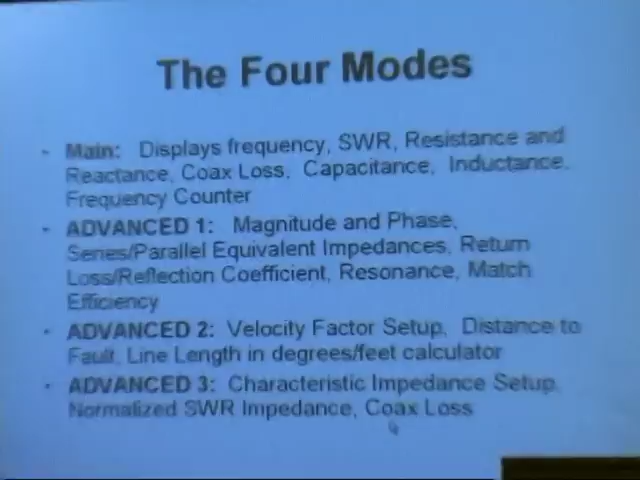 The Four Modes
- Main: Displays frequency, SWR, Resistance and
Reactance, Coax Loss, Capacitance, Inductance,
Frequency Counter
- ADVANCED 1: Magnitude and Phase,
Series/Parallel Equivalent Impedances, Return
Loss/Reflection Coefficient, Resonance, Match
Efficiency
- ADVANCED 2: Velocity Factor Setup, Distance to
Fault, Line Length in degrees/feet calculator
- ADVANCED 3: Characteristic Impedance Setup,
Normalized SWR Impedance, Coax Loss